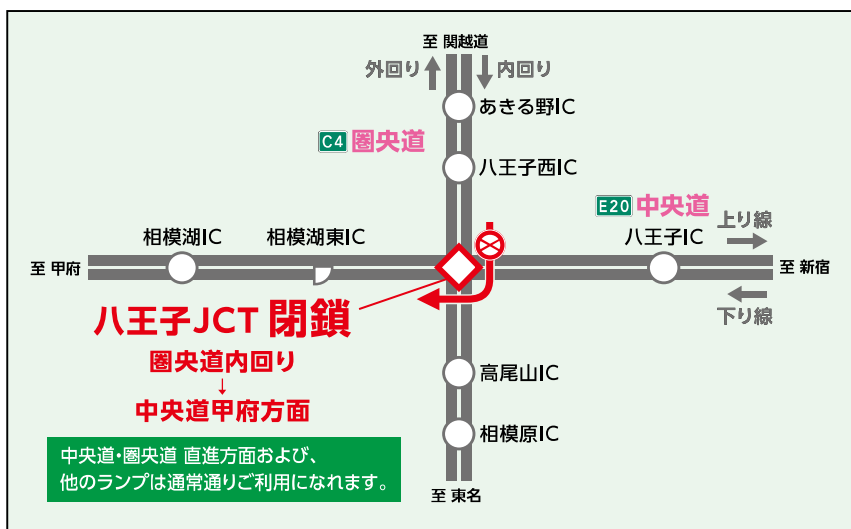 至 関越道
外回り
内回り
あきる野IC
C4 圏央道
八王子西IC
E20 中央道
上り線
相模湖IC
相模湖東IC
八王子IC
至 甲府
至 新宿
八王子JCT 閉鎖
下り線
圏央道内回り
↓
中央道甲府方面
高尾山IC
相模原IC
中央道・圏央道 直進方面および、
他のランプは通常通りご利用になれます。
至 東名